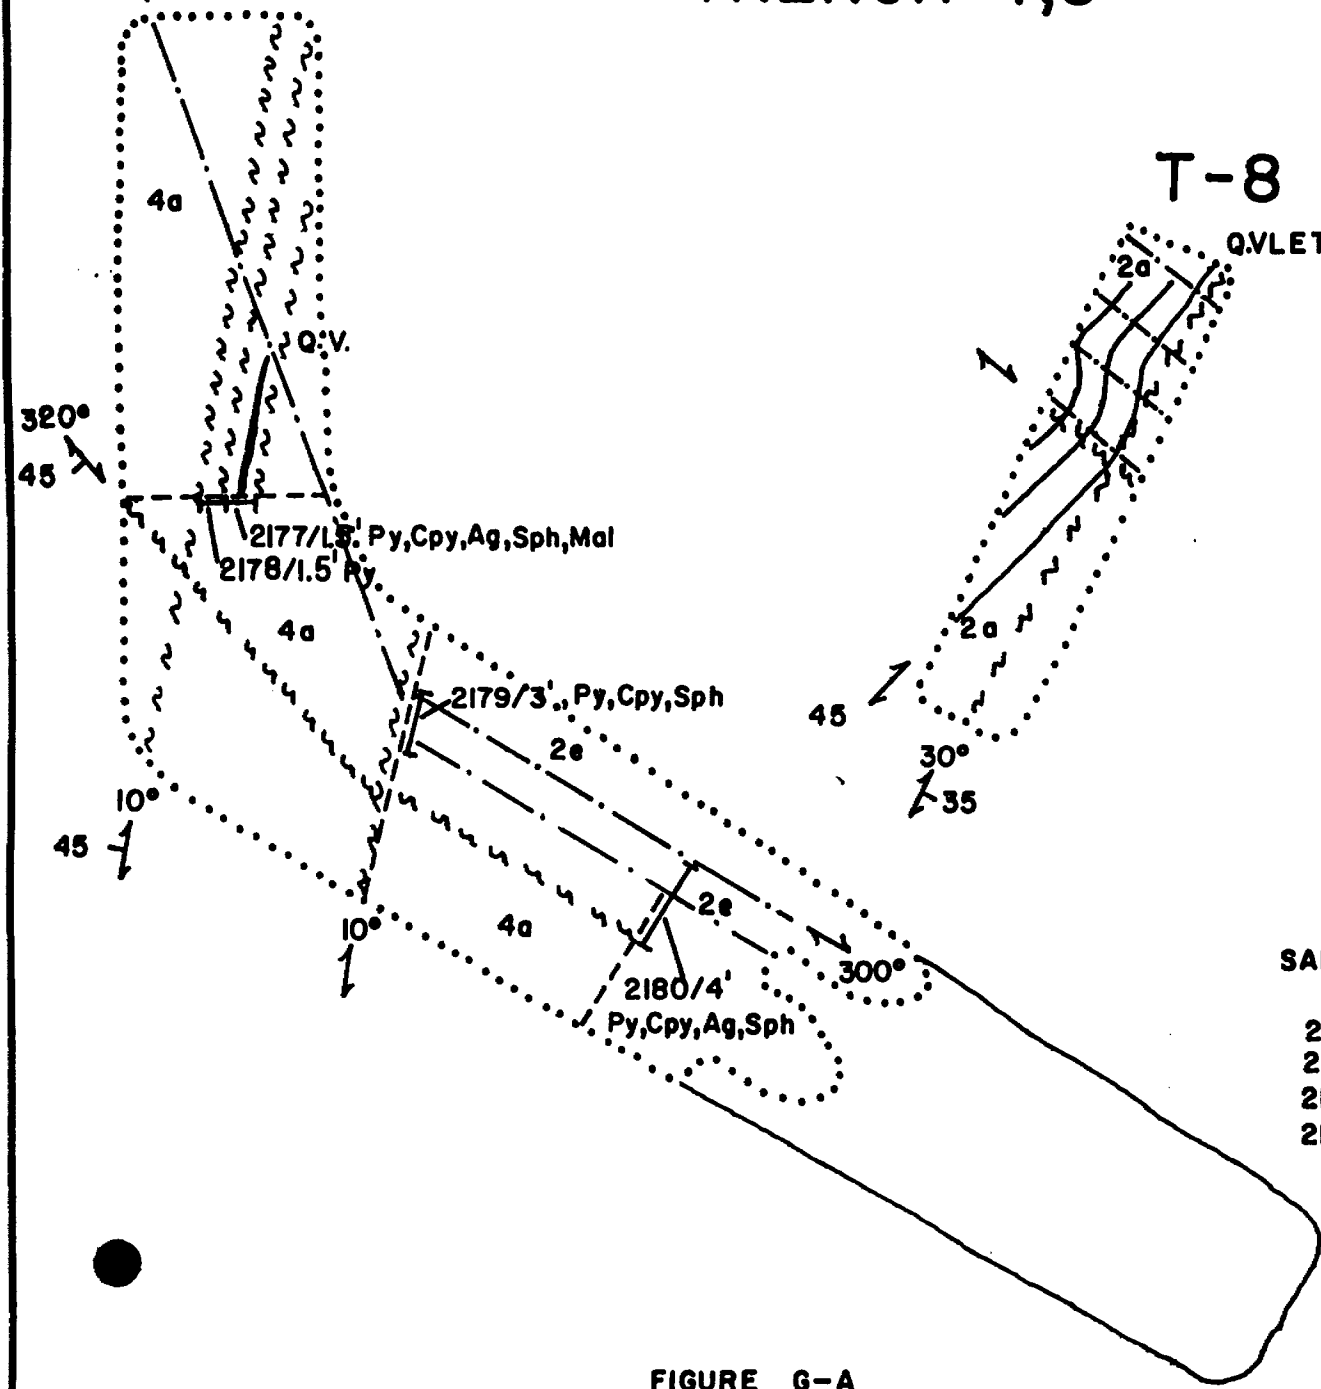 T-8
4a
2a
Q.VLET
Q.V.
320°
45
2177/1.5' Py,Cpy,Ag,Sph,Mal
2178/1.5' Py
4a
2a
2179/3'., Py,Cpy,Sph
45
2e
30°
35
10°
45
2e
4a
10°
300°
2180/4'
Py,Cpy,Ag,Sph
FIGURE G-A